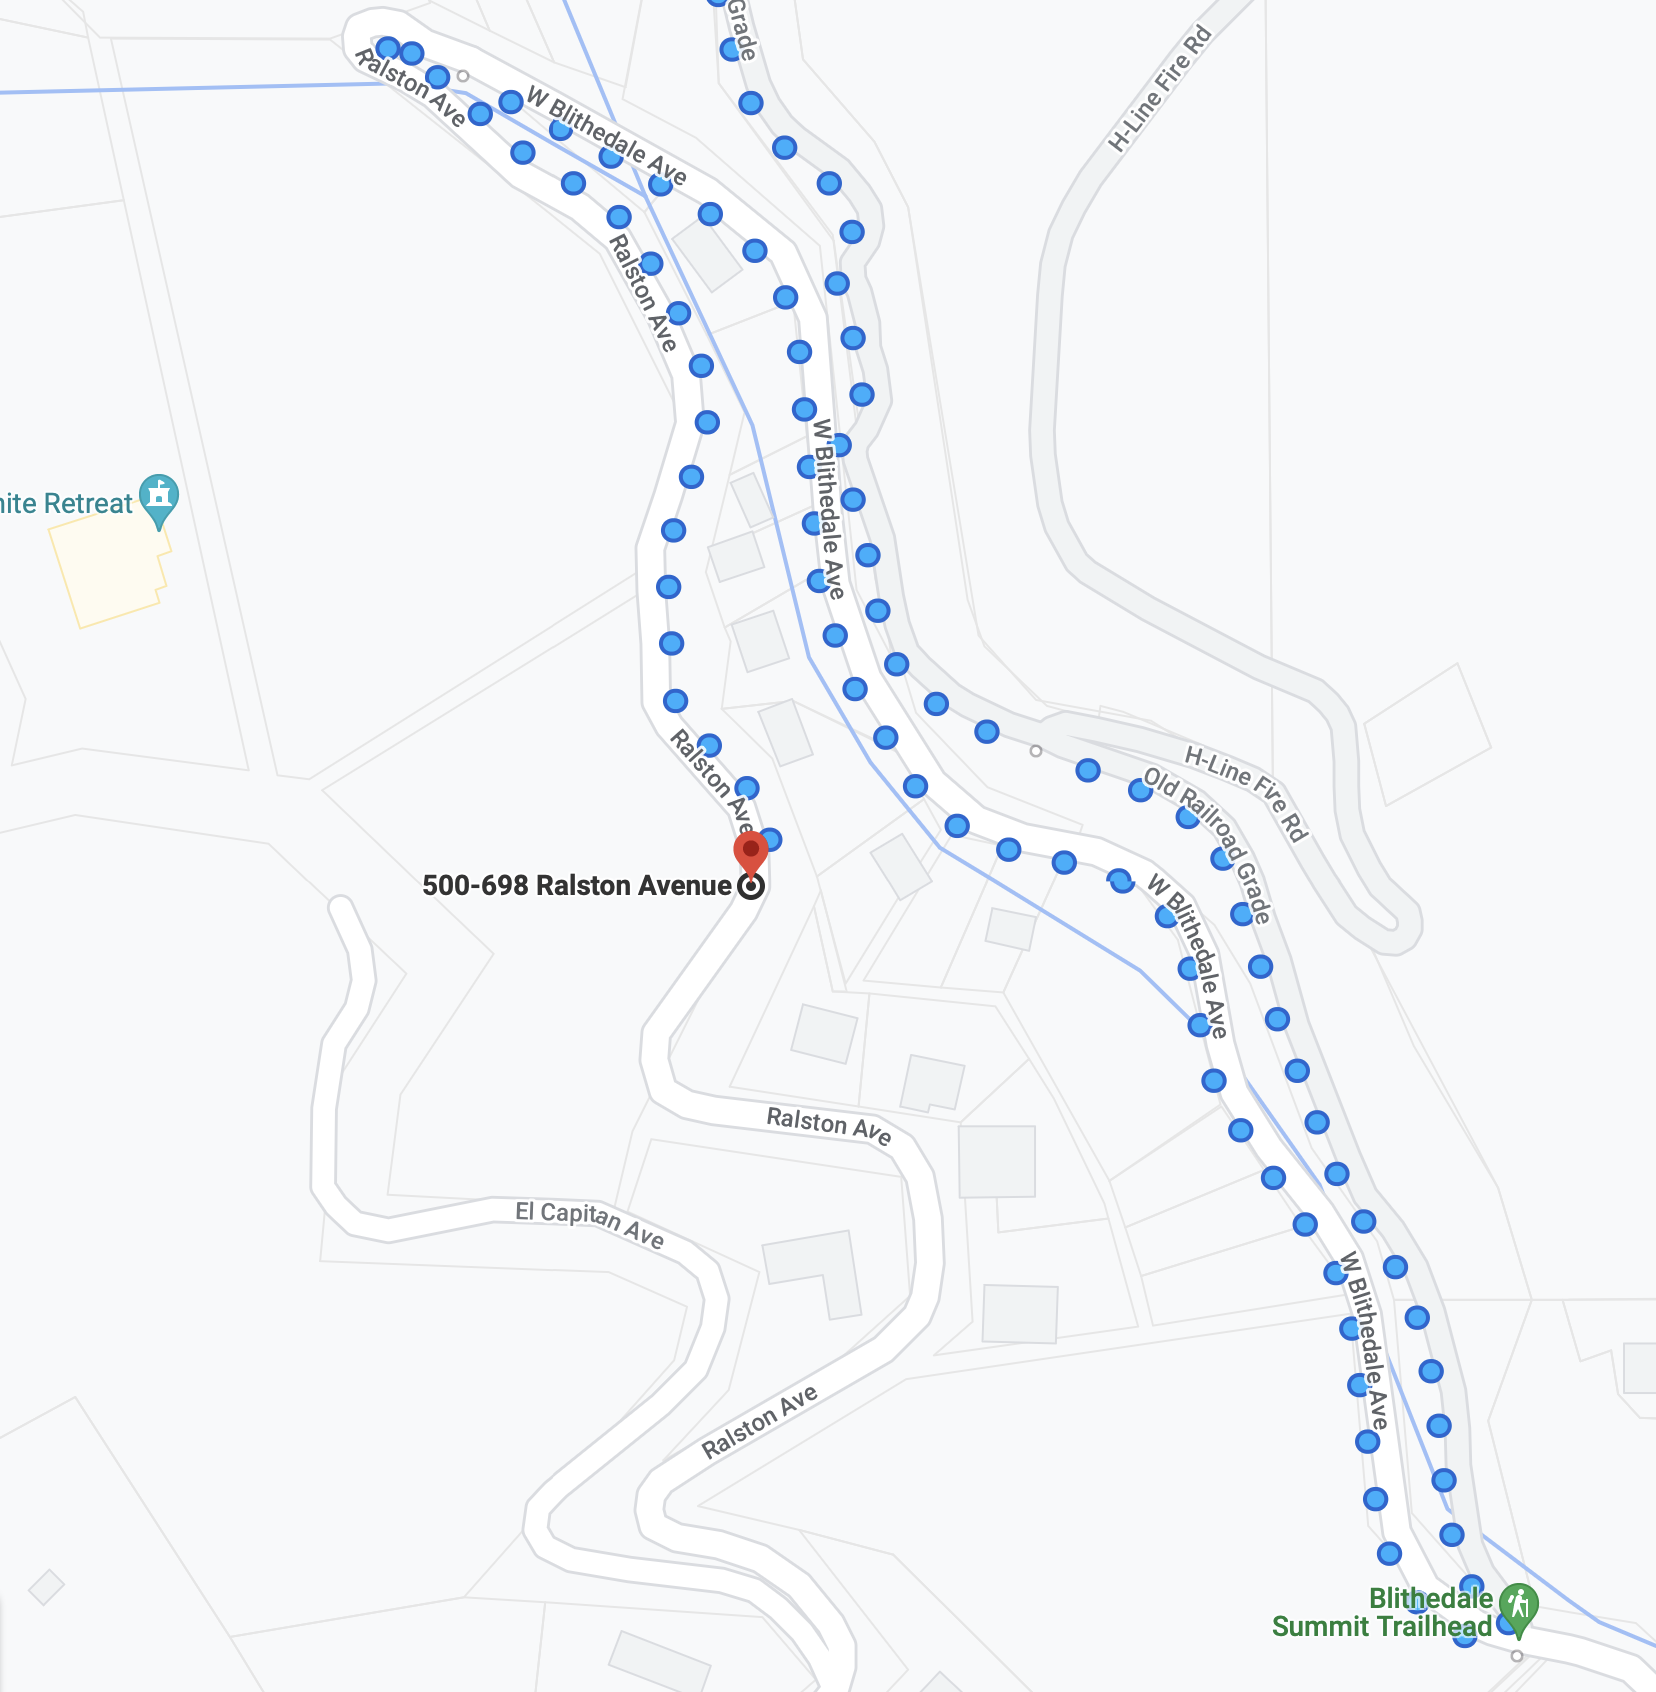 Grade
H-Line Fire Rd
Ralston Ave
W Blithedale Ave
Ralston Ave
W Blithedale Ave
nite Retreat
Ralston Ave
H-Line Fire Rd
Old Railroad Grade
500-698 Ralston Avenue
W Blithedale Ave
Ralston Ave
El Capitan Ave
W Blithedale Ave
Ralston Ave
Blithedale
Summit Trailhead